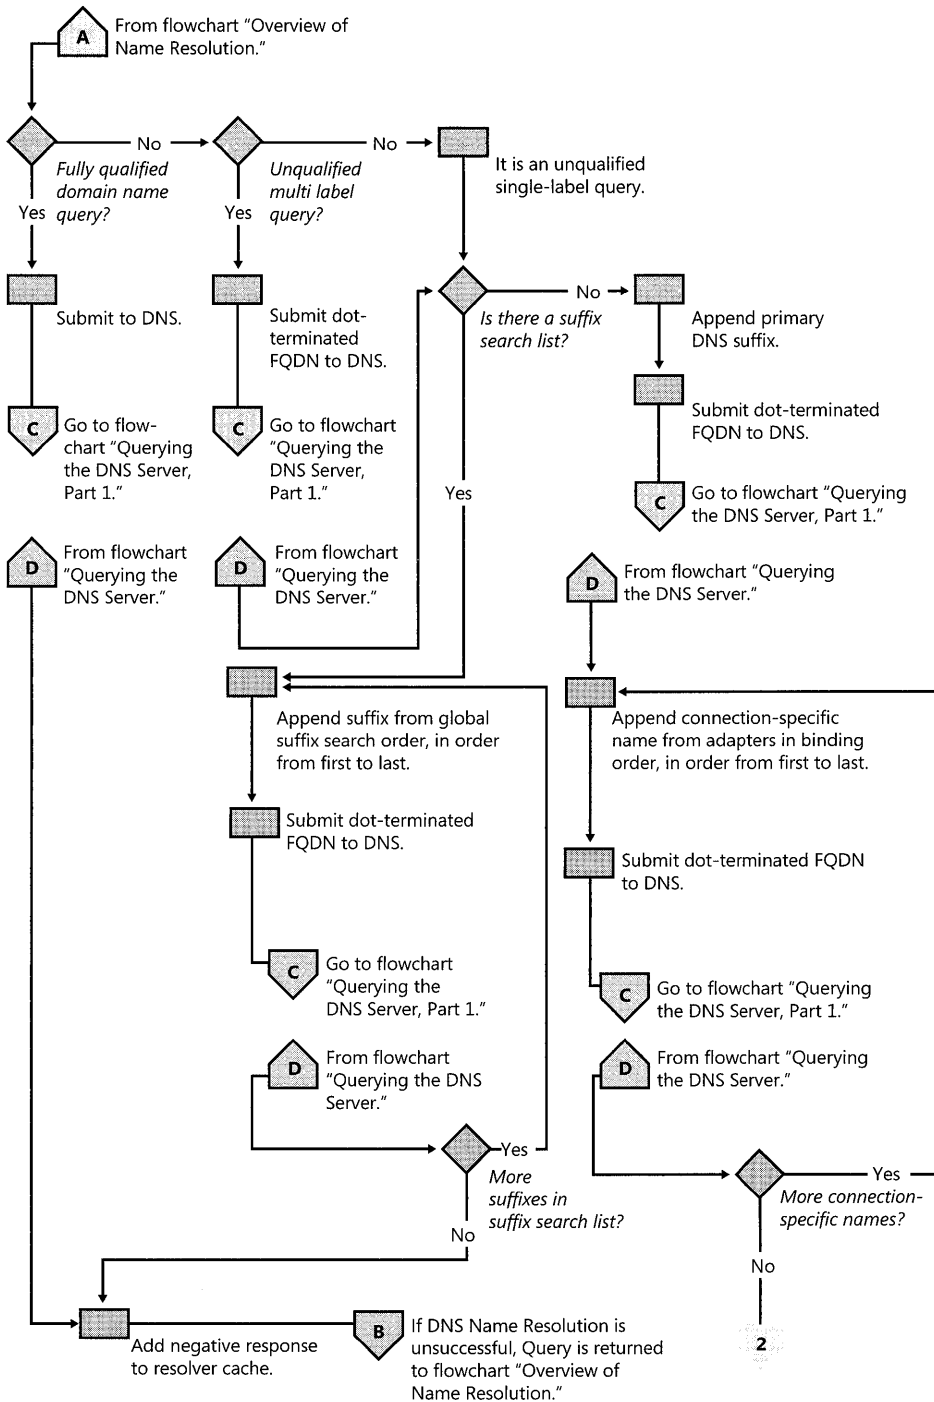 A
From flowchart “Overview of
Name Resolution.”
No
No
Fully qualified
domain name
query?
Yes
Unqualified
multi label
query?
Yes
It is an unqualified
single-label query.
No
Is there a suffix
search list?
Submit to DNS.
Submit dot-
terminated
FQDN to DNS.
Append primary
DNS suffix.
Submit dot-terminated
FQDN to DNS.
C
Go to flow-
chart “Querying
the DNS Server,
Part 1.”
C
Go to flowchart
“Querying the
DNS Server,
Part 1.”
Yes
C
Go to flowchart “Querying
the DNS Server, Part 1.”
D
From flowchart
“Querying the
DNS Server.”
D
From flowchart
“Querying the
DNS Server.”
D
From flowchart “Querying
the DNS Server.”
Append suffix from global
suffix search order, in order
from first to last.
Append connection-specific
name from adapters in binding
order, in order from first to last.
Submit dot-terminated
FQDN to DNS.
Submit dot-terminated FQDN
to DNS.
C
Go to flowchart
“Querying the
DNS Server, Part 1.”
C
Go to flowchart “Querying
the DNS Server, Part 1.”
D
From flowchart
“Querying the DNS
Server.”
D
From flowchart “Querying
the DNS Server.”
Yes
More
suffixes in
suffix search list?
No
Yes
More connection-
specific names?
No
Add negative response
to resolver cache.
B
If DNS Name Resolution is
unsuccessful, Query is returned
to flowchart “Overview of
Name Resolution.”
2